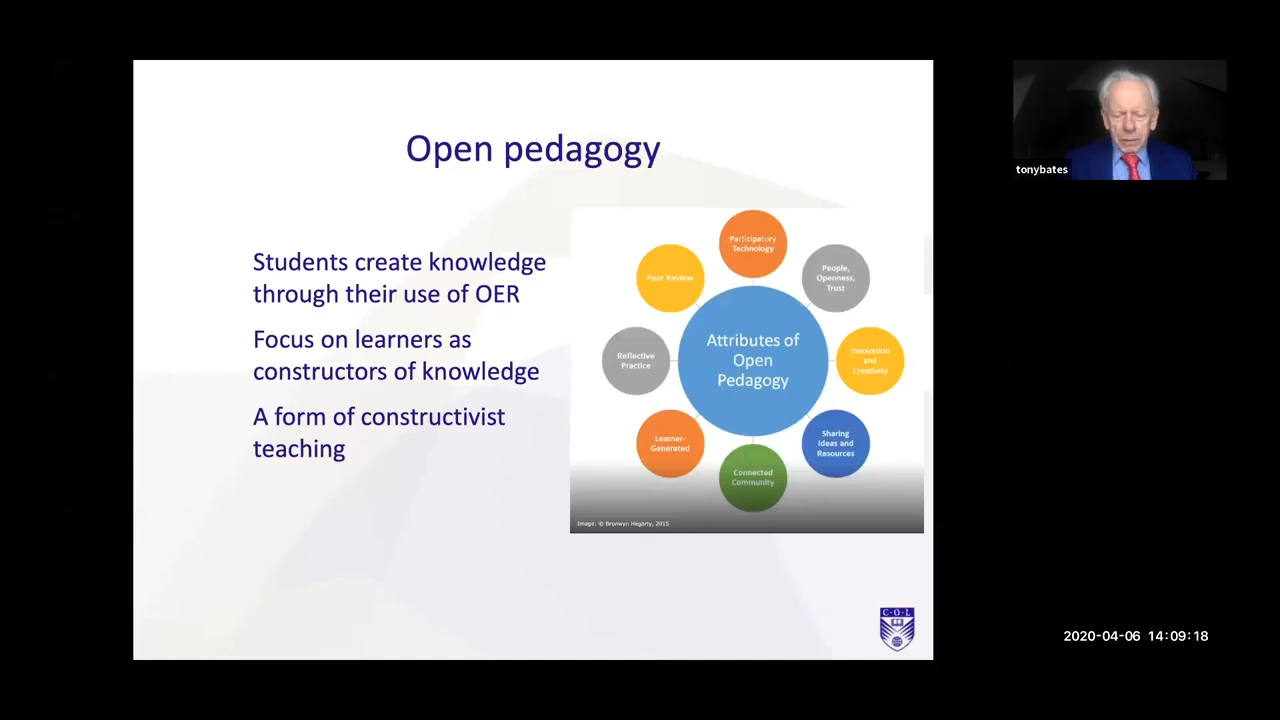 Open pedagogy
Students create knowledge
through their use of OER
Focus on learners as
constructors of knowledge
A form of constructivist
teaching
Participatory
Technology
People,
Openness,
Trust
Innovation
and
Creativity
Sharing
Ideas and
Resources
Connected
Community
Learner-
Generated
Reflective
Practice
Peer Review
Attributes of
Open
Pedagogy
Image: © Bronwyn Hegarty, 2015
C·O·L
tonybates
2020-04-06 14:09:18